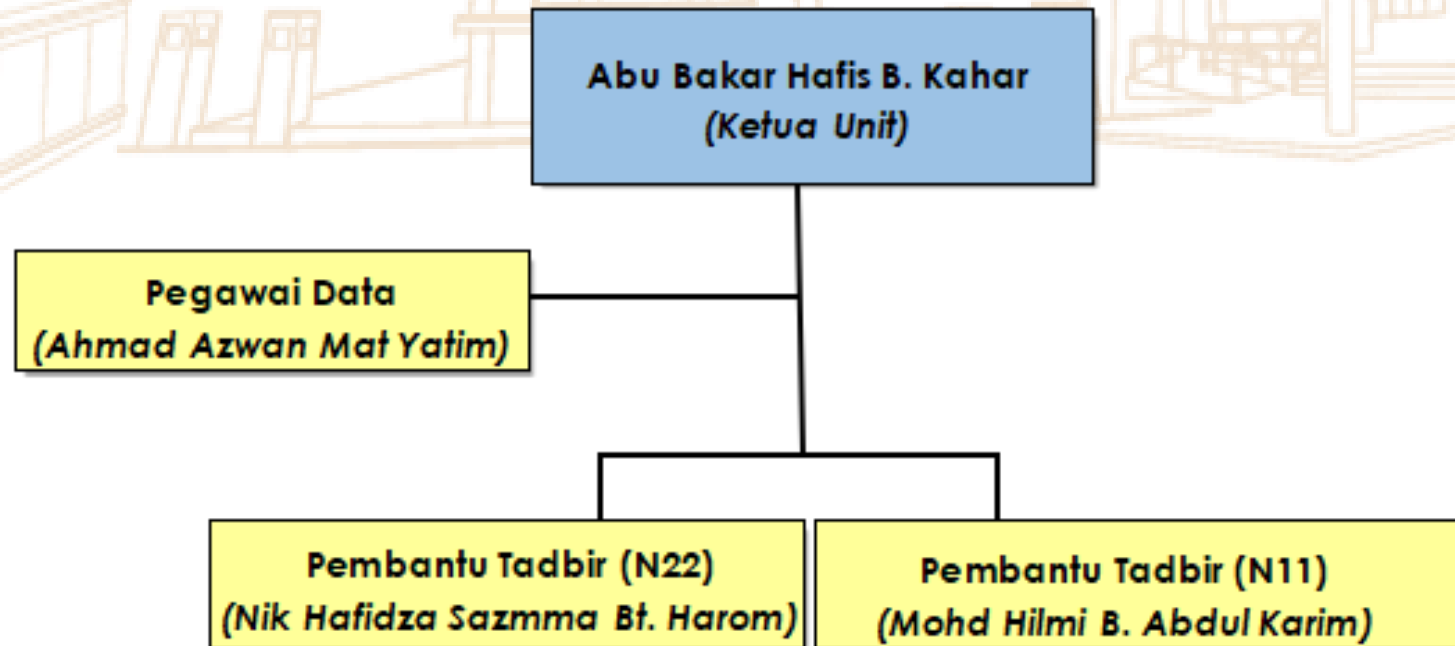 Abu Bakar Hafis B. Kahar
(Ketua Unit)
Pegawai Data
(Ahmad Azwan Mat Yatim)
Pembantu Tadbir (N22)
(Nik Hafidza Sazmma Bt. Harom)
Pembantu Tadbir (N11)
(Mohd Hilmi B. Abdul Karim)